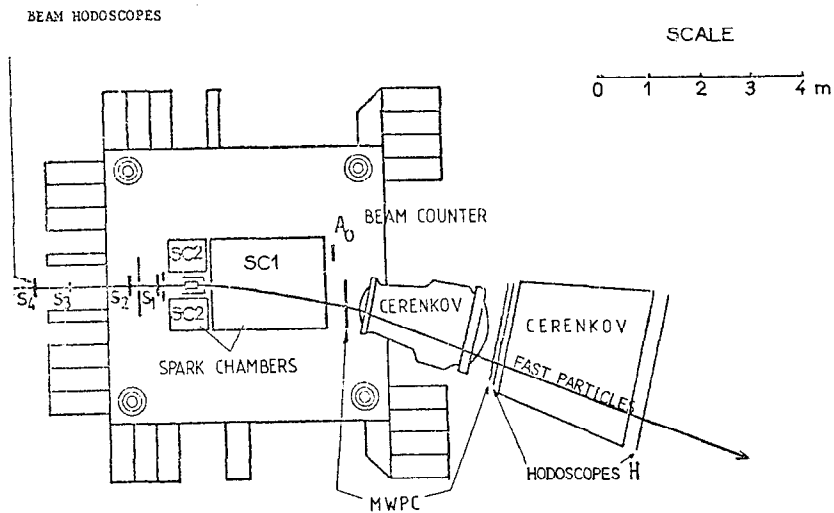 BEAM HODOSCOPES
SCALE
0 1 2 3 4 m
A0 BEAM COUNTER
SC2
SC1
S4 S3 S2 S1
SC2
CERENKOV
CERENKOV
SPARK CHAMBERS
FAST PARTICLES
HODOSCOPES H
MWPC